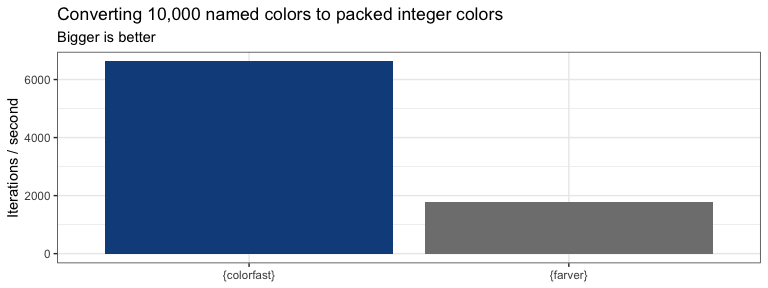 Converting 10,000 named colors to packed integer colors
Bigger is better
Iterations / second
6000
4000
2000
0
{colorfast}
{farver}